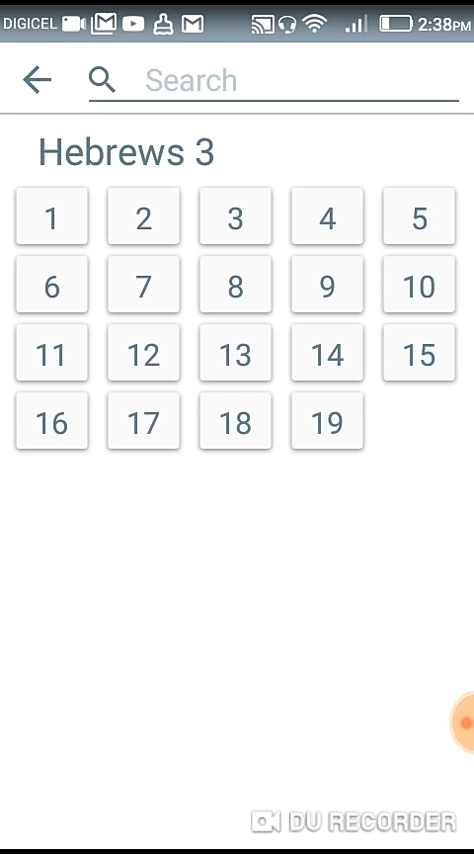 DIGICEL 2:38PM
Search
Hebrews 3
1 2 3 4 5
6 7 8 9 10
11 12 13 14 15
16 17 18 19
DU RECORDER